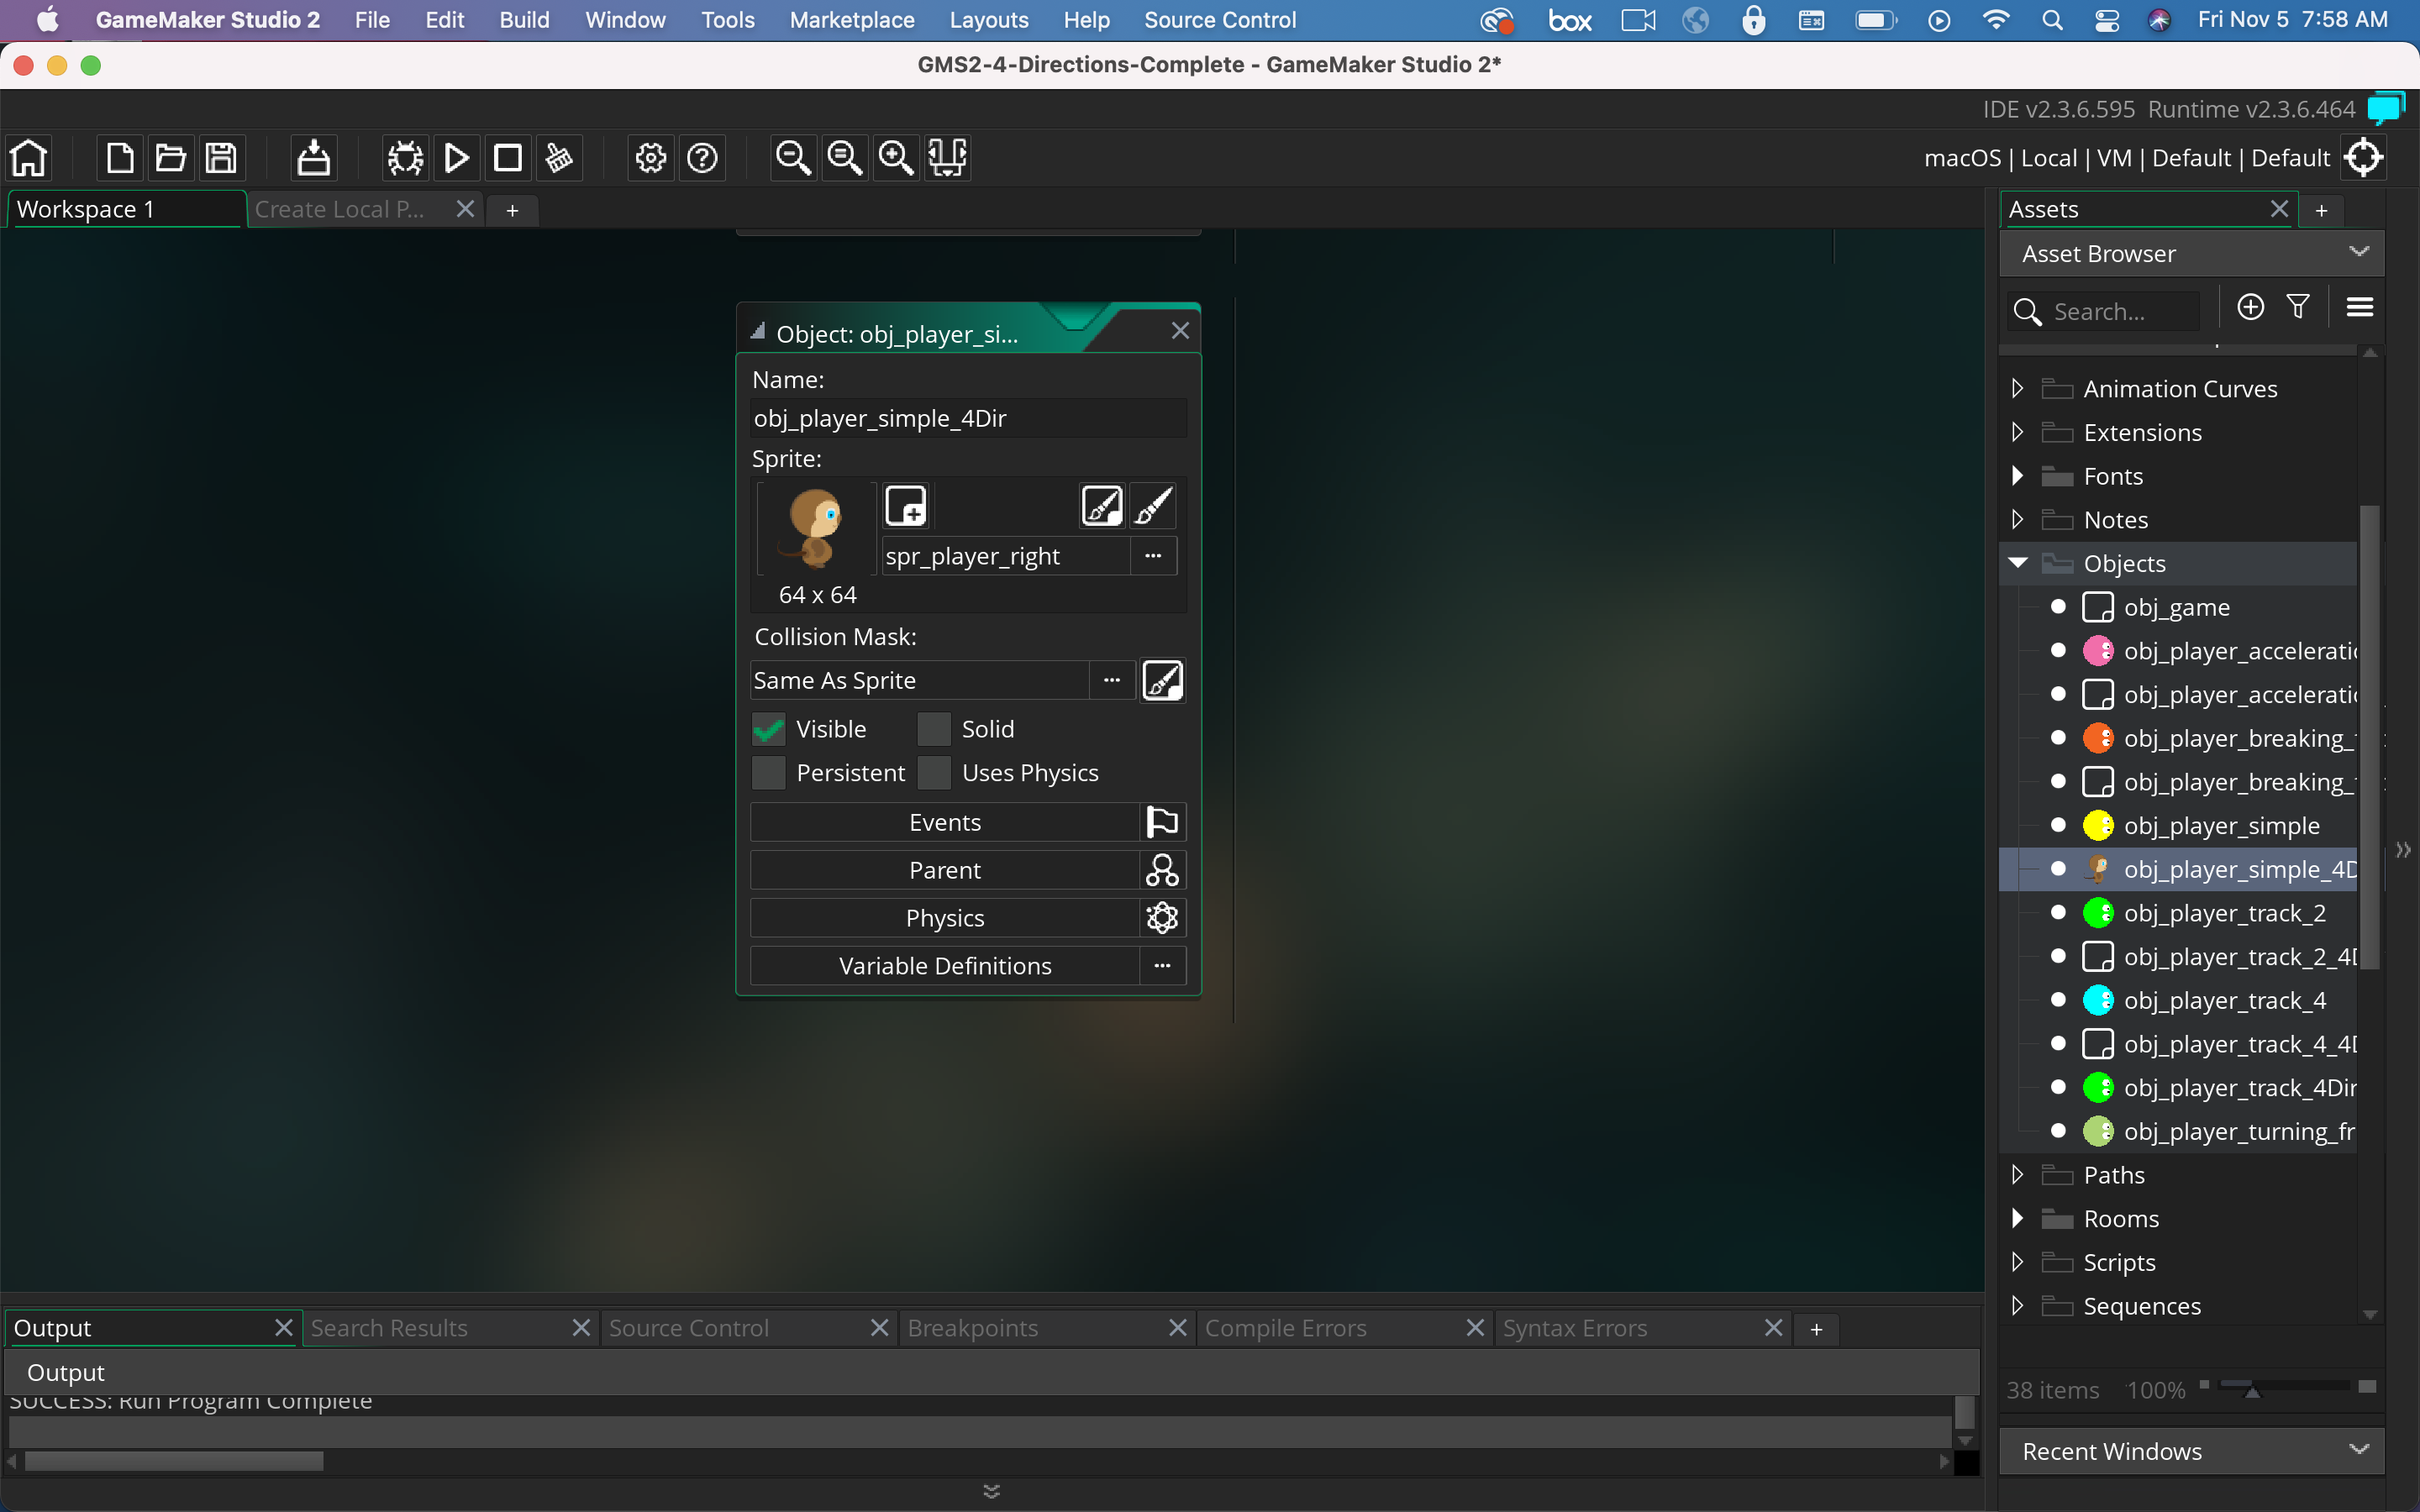 GameMaker Studio 2 File Edit Build Window Tools Marketplace Layouts Help Source Control box Fri Nov 5 7:58 AM
GMS2-4-Directions-Complete - GameMaker Studio 2*
IDE v2.3.6.595 Runtime v2.3.6.464
macOS | Local | VM | Default | Default
Workspace 1 Create Local P... +
Object: obj_player_si...
Name:
obj_player_simple_4Dir
Sprite:
spr_player_right ...
64 x 64
Collision Mask:
Same As Sprite ...
Visible Solid
Persistent Uses Physics
Events
Parent
Physics
Variable Definitions ...
Assets +
Asset Browser
Search...
Animation Curves
Extensions
Fonts
Notes
Objects
obj_game
obj_player_acceleratio
obj_player_acceleratio
obj_player_breaking_
obj_player_breaking_
obj_player_simple
obj_player_simple_4D
obj_player_track_2
obj_player_track_2_4D
obj_player_track_4
obj_player_track_4_4D
obj_player_track_4Dir
obj_player_turning_fr
Paths
Rooms
Scripts
Sequences
38 items 100%
Recent Windows
Output Search Results Source Control Breakpoints Compile Errors Syntax Errors +
Output
SUCCESS: Run Program Complete